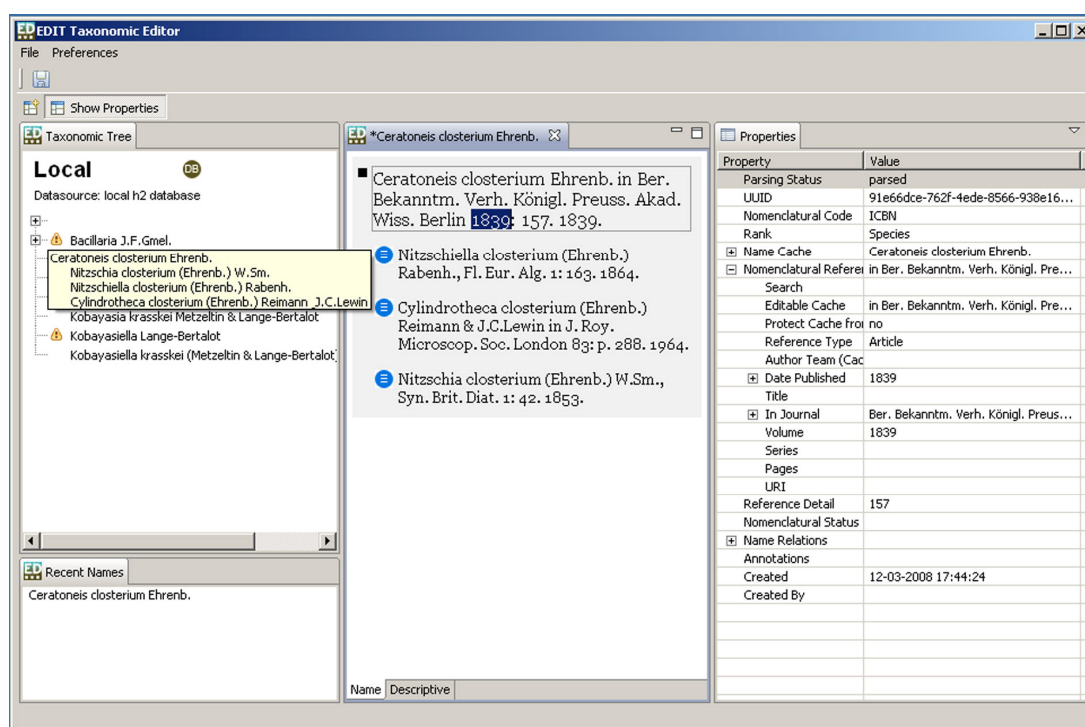 EDIT Taxonomic Editor
File Preferences
Show Properties
Taxonomic Tree
Local DB
Datasource: local h2 database
Bacillaria J.F.Gmel.
Ceratoneis closterium Ehrenb.
Nitzschia closterium (Ehrenb.) W.Sm.
Nitzschiella closterium (Ehrenb.) Rabenh.
Cylindrotheca closterium (Ehrenb.) Reimann J.C.Lewin
Kobayasia krasskei Metzeltin & Lange-Bertalot
Kobayasiella Lange-Bertalot
Kobayasiella krasskei (Metzeltin & Lange-Bertalot)
Recent Names
Ceratoneis closterium Ehrenb.
*Ceratoneis closterium Ehrenb.
Ceratoneis closterium Ehrenb. in Ber.
Bekanntm. Verh. Königl. Preuss. Akad.
Wiss. Berlin 1839: 157. 1839.
Nitzschiella closterium (Ehrenb.)
Rabenh., Fl. Eur. Alg. 1: 163. 1864.
Cylindrotheca closterium (Ehrenb.)
Reimann & J.C.Lewin in J. Roy.
Microscop. Soc. London 83: p. 288. 1964.
Nitzschia closterium (Ehrenb.) W.Sm.,
Syn. Brit. Diat. 1: 42. 1853.
Name Descriptive
Properties
Property Value
Parsing Status parsed
UUID 91e66dce-762f-4ede-8566-938e16...
Nomenclatural Code ICBN
Rank Species
Name Cache Ceratoneis closterium Ehrenb.
Nomenclatural Referei in Ber. Bekanntm. Verh. Königl. Pre...
Search
Editable Cache in Ber. Bekanntm. Verh. Königl. Pre...
Protect Cache froi no
Reference Type Article
Author Team (Cac
Date Published 1839
Title
In Journal Ber. Bekanntm. Verh. Königl. Preus...
Volume 1839
Series
Pages
URI
Reference Detail 157
Nomenclatural Status
Name Relations
Annotations
Created 12-03-2008 17:44:24
Created By